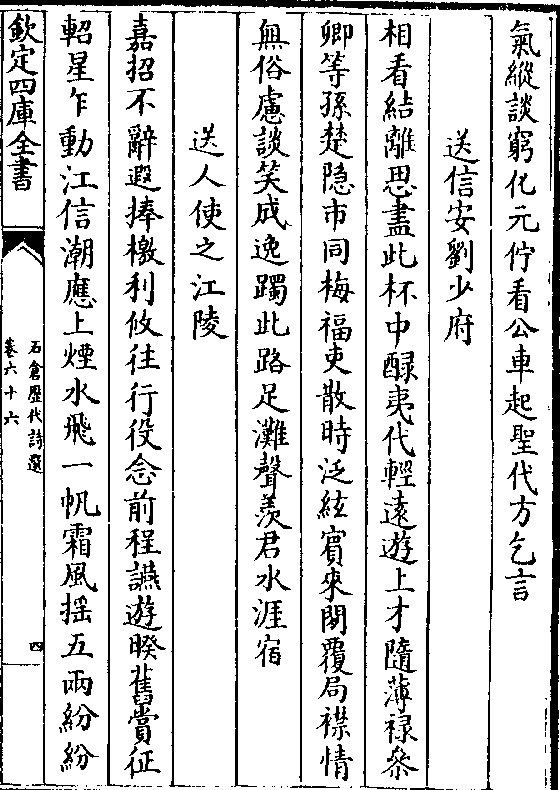 氣縱談窮化元佇看公車起聖代方乞言
送信安劉少府
相看結離思盡此杯中醁夷代輕遠遊上才隨薄禄參
卿等孫楚隐市同梅福吏散時泛絃賔來閒覆局襟情
無俗慮談笑成逸躅此路足灘聲羨君水涯宿
送人使之江陵
嘉招不辭遐捧檄利攸往行役念前程讌遊暌舊賞征
軺星乍動江信潮應上煙水飛一帆霜風揺五兩紛紛
欽定四庫全書
石倉歴代詩選
卷六十六
四